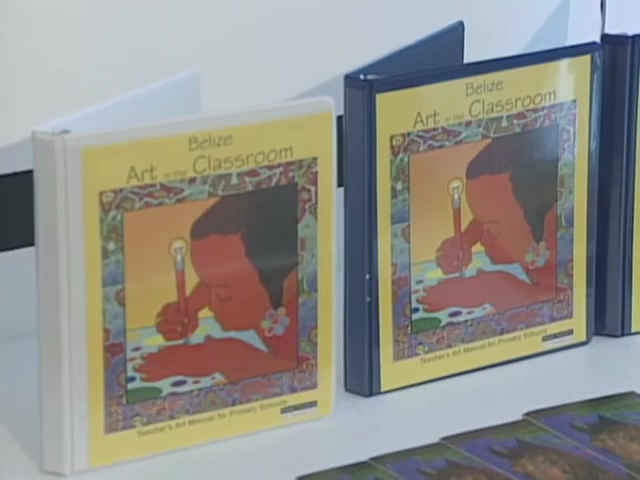 Belize
Art in the Classroom
Teacher's Art Manual for Primary Schools
Belize
Art in the Classroom
Teacher's Art Manual for Primary Schools